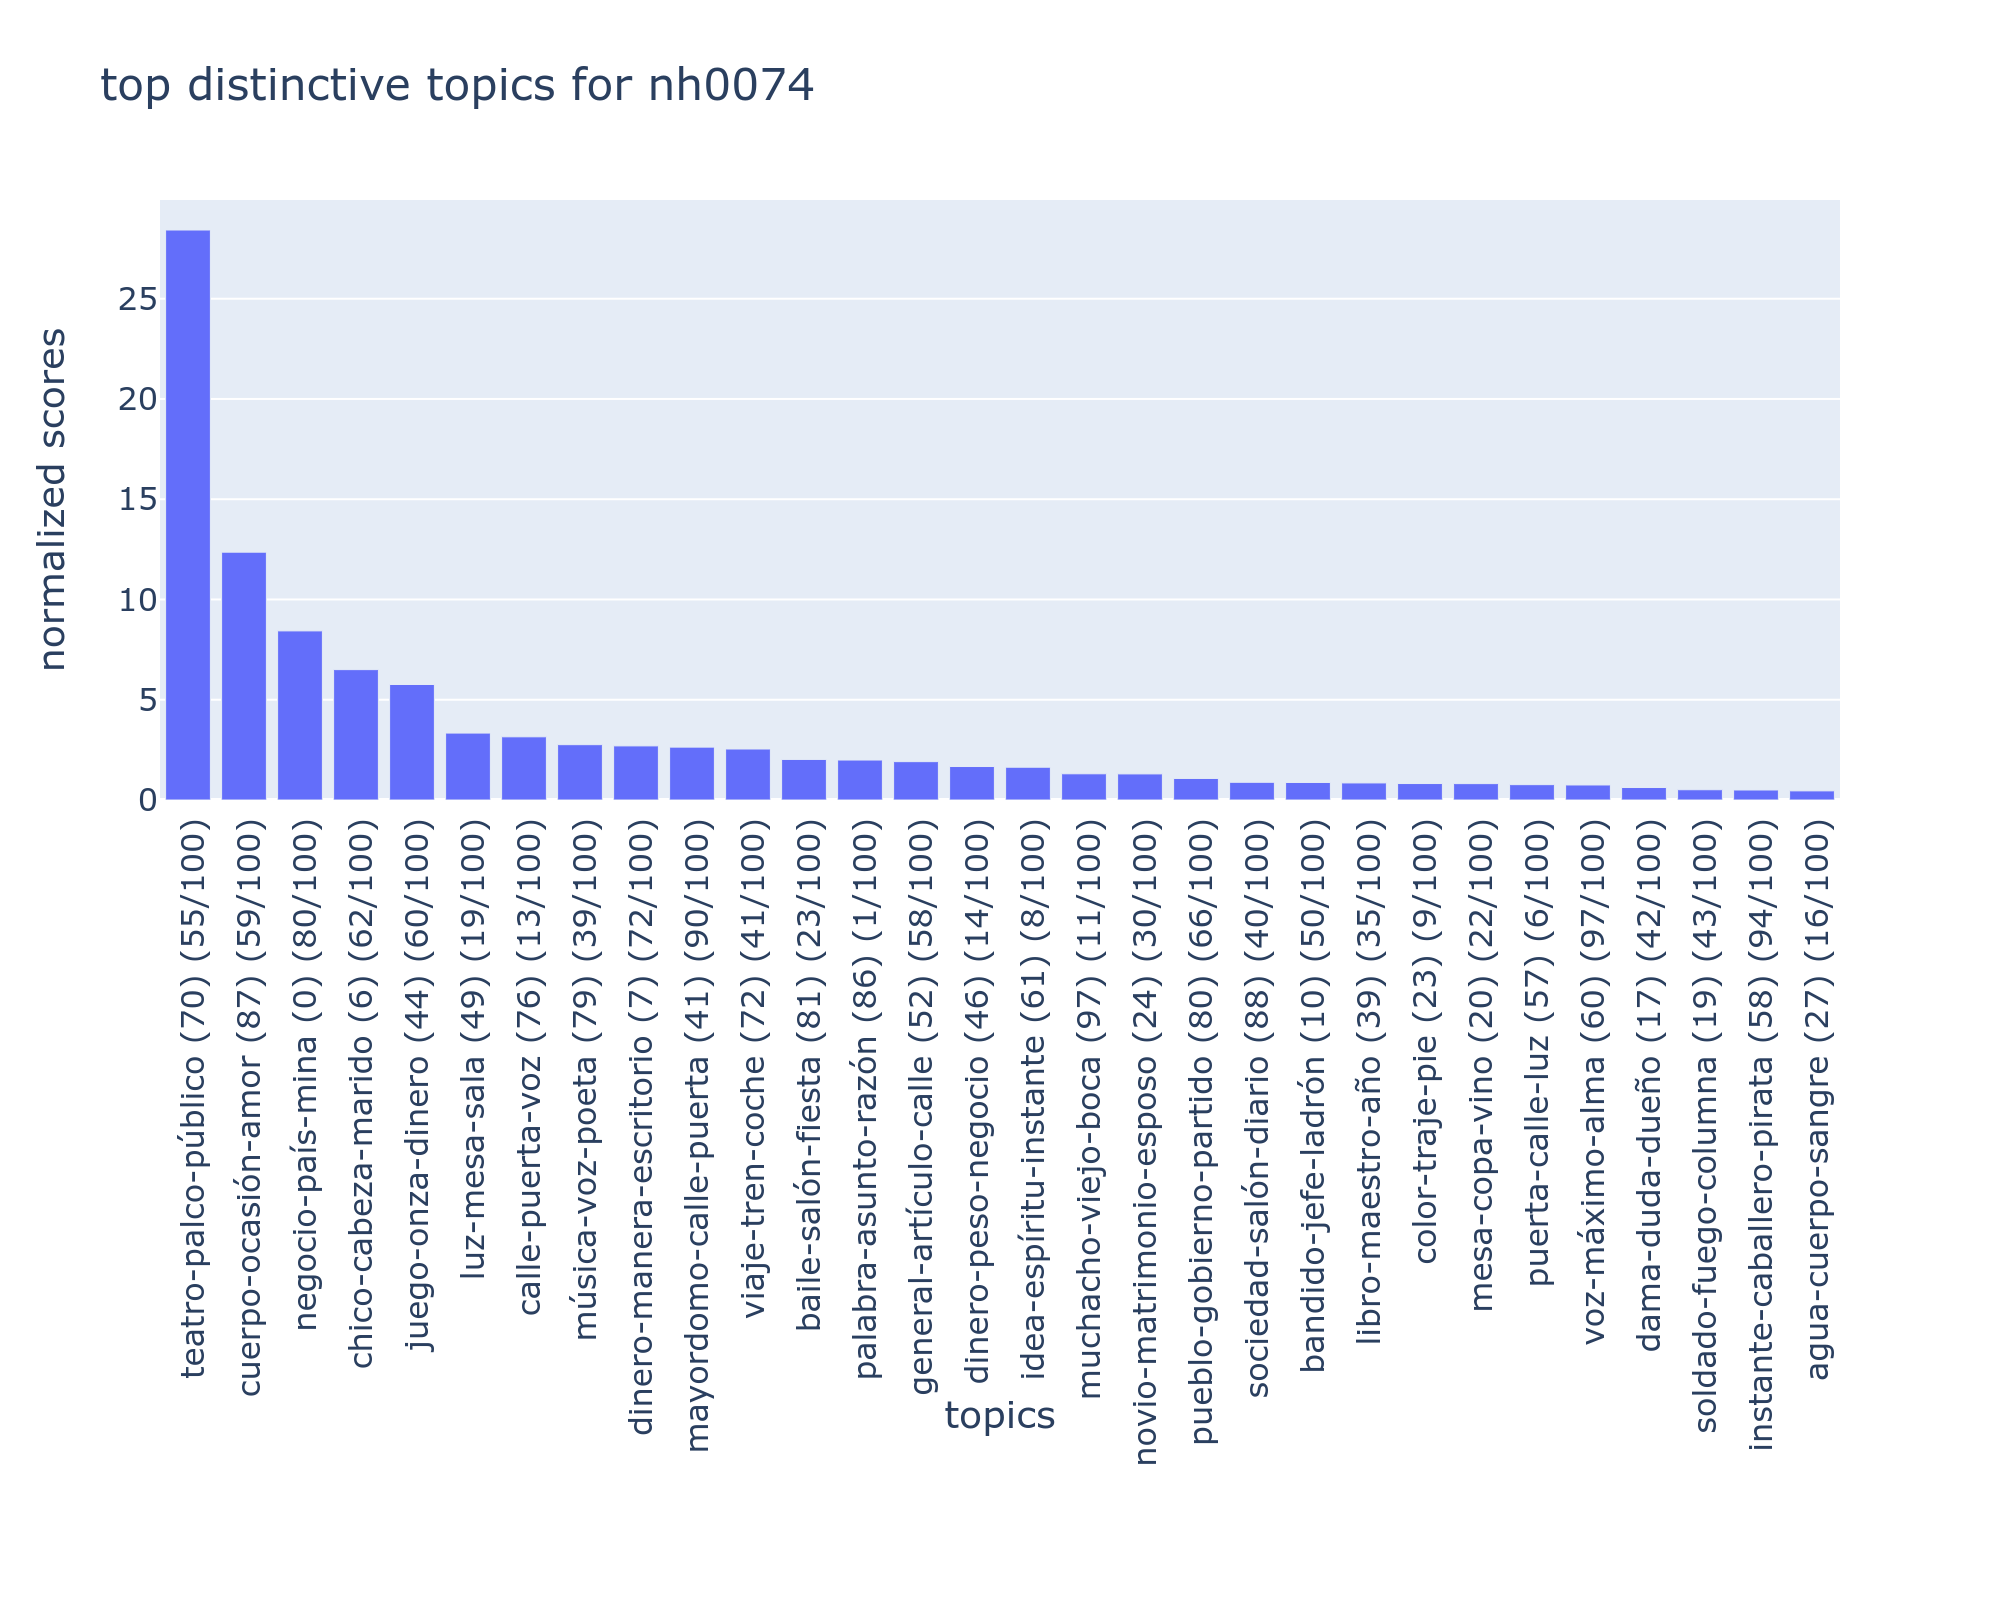 top distinctive topics for nh0074
normalized scores
25
20
15
10
5
0
teatro-palco-público (70) (55/100)
cuerpo-ocasión-amor (87) (59/100)
negocio-país-mina (0) (80/100)
chico-cabeza-marido (6) (62/100)
juego-onza-dinero (44) (60/100)
luz-mesa-sala (49) (19/100)
calle-puerta-voz (76) (13/100)
música-voz-poeta (79) (39/100)
dinero-manera-escritorio (7) (72/100)
mayordomo-calle-puerta (41) (90/100)
viaje-tren-coche (72) (41/100)
baile-salón-fiesta (81) (23/100)
palabra-asunto-razón (86) (1/100)
general-artículo-calle (52) (58/100)
dinero-peso-negocio (46) (14/100)
idea-espíritu-instante (61) (8/100)
muchacho-viejo-boca (97) (11/100)
novio-matrimonio-esposo (24) (30/100)
pueblo-gobierno-partido (80) (66/100)
sociedad-salón-diario (88) (40/100)
bandido-jefe-ladrón (10) (50/100)
libro-maestro-año (39) (35/100)
color-traje-pie (23) (9/100)
mesa-copa-vino (20) (22/100)
puerta-calle-luz (57) (6/100)
voz-máximo-alma (60) (97/100)
dama-duda-dueño (17) (42/100)
soldado-fuego-columna (19) (43/100)
instante-caballero-pirata (58) (94/100)
agua-cuerpo-sangre (27) (16/100)
topics